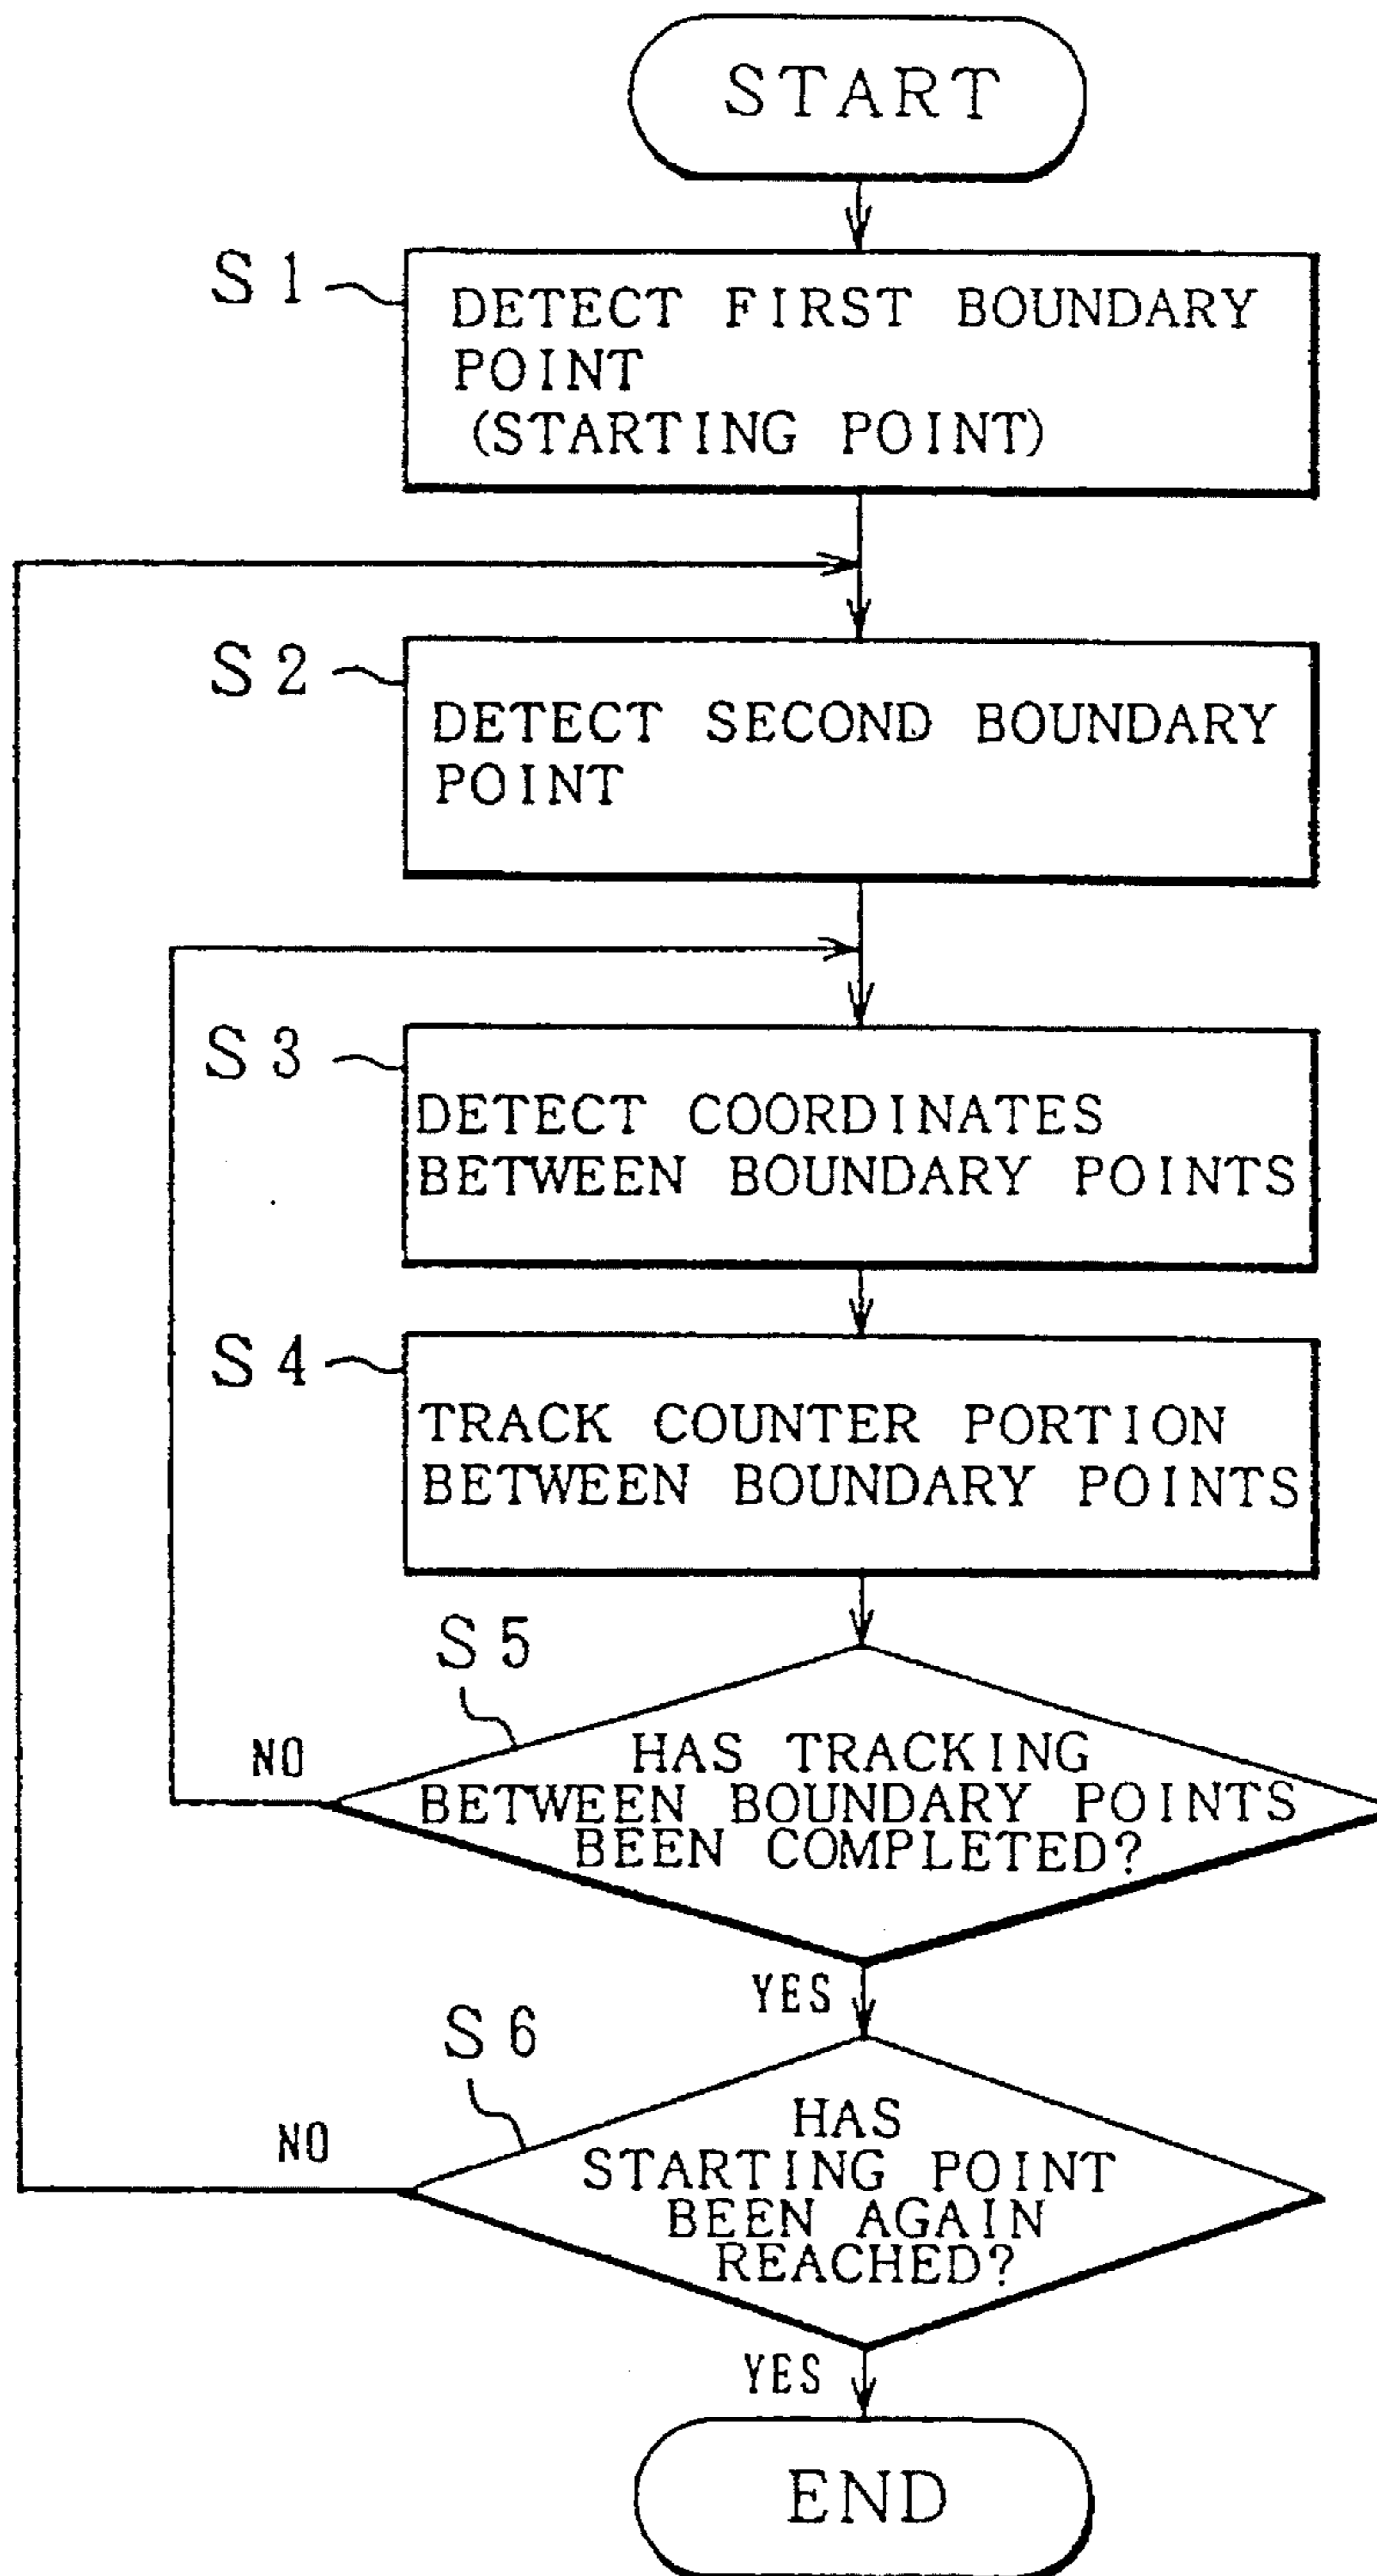 START
S1
DETECT FIRST BOUNDARY
POINT
(STARTING POINT)
S2
DETECT SECOND BOUNDARY
POINT
S3
DETECT COORDINATES
BETWEEN BOUNDARY POINTS
S4
TRACK COUNTER PORTION
BETWEEN BOUNDARY POINTS
S5
HAS TRACKING
BETWEEN BOUNDARY POINTS
BEEN COMPLETED?
NO
YES
S6
HAS
STARTING POINT
BEEN AGAIN
REACHED?
NO
YES
END